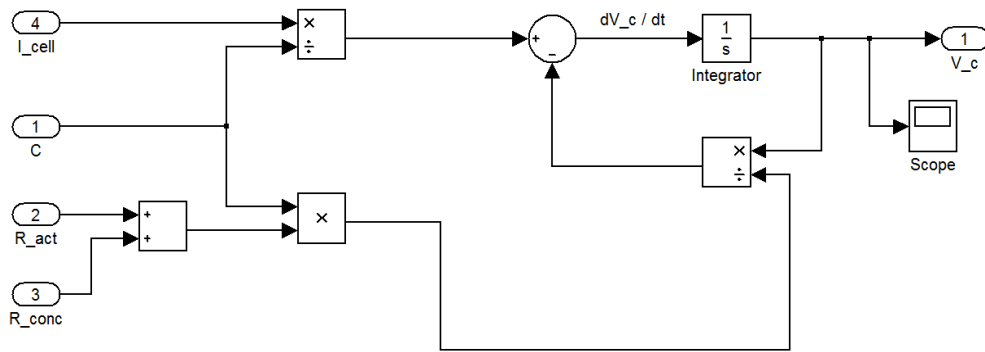 4
I_cell
×
÷
+
−
dV_c / dt
1
s
Integrator
1
V_c
1
C
×
÷
Scope
2
R_act
+
+
×
3
R_conc